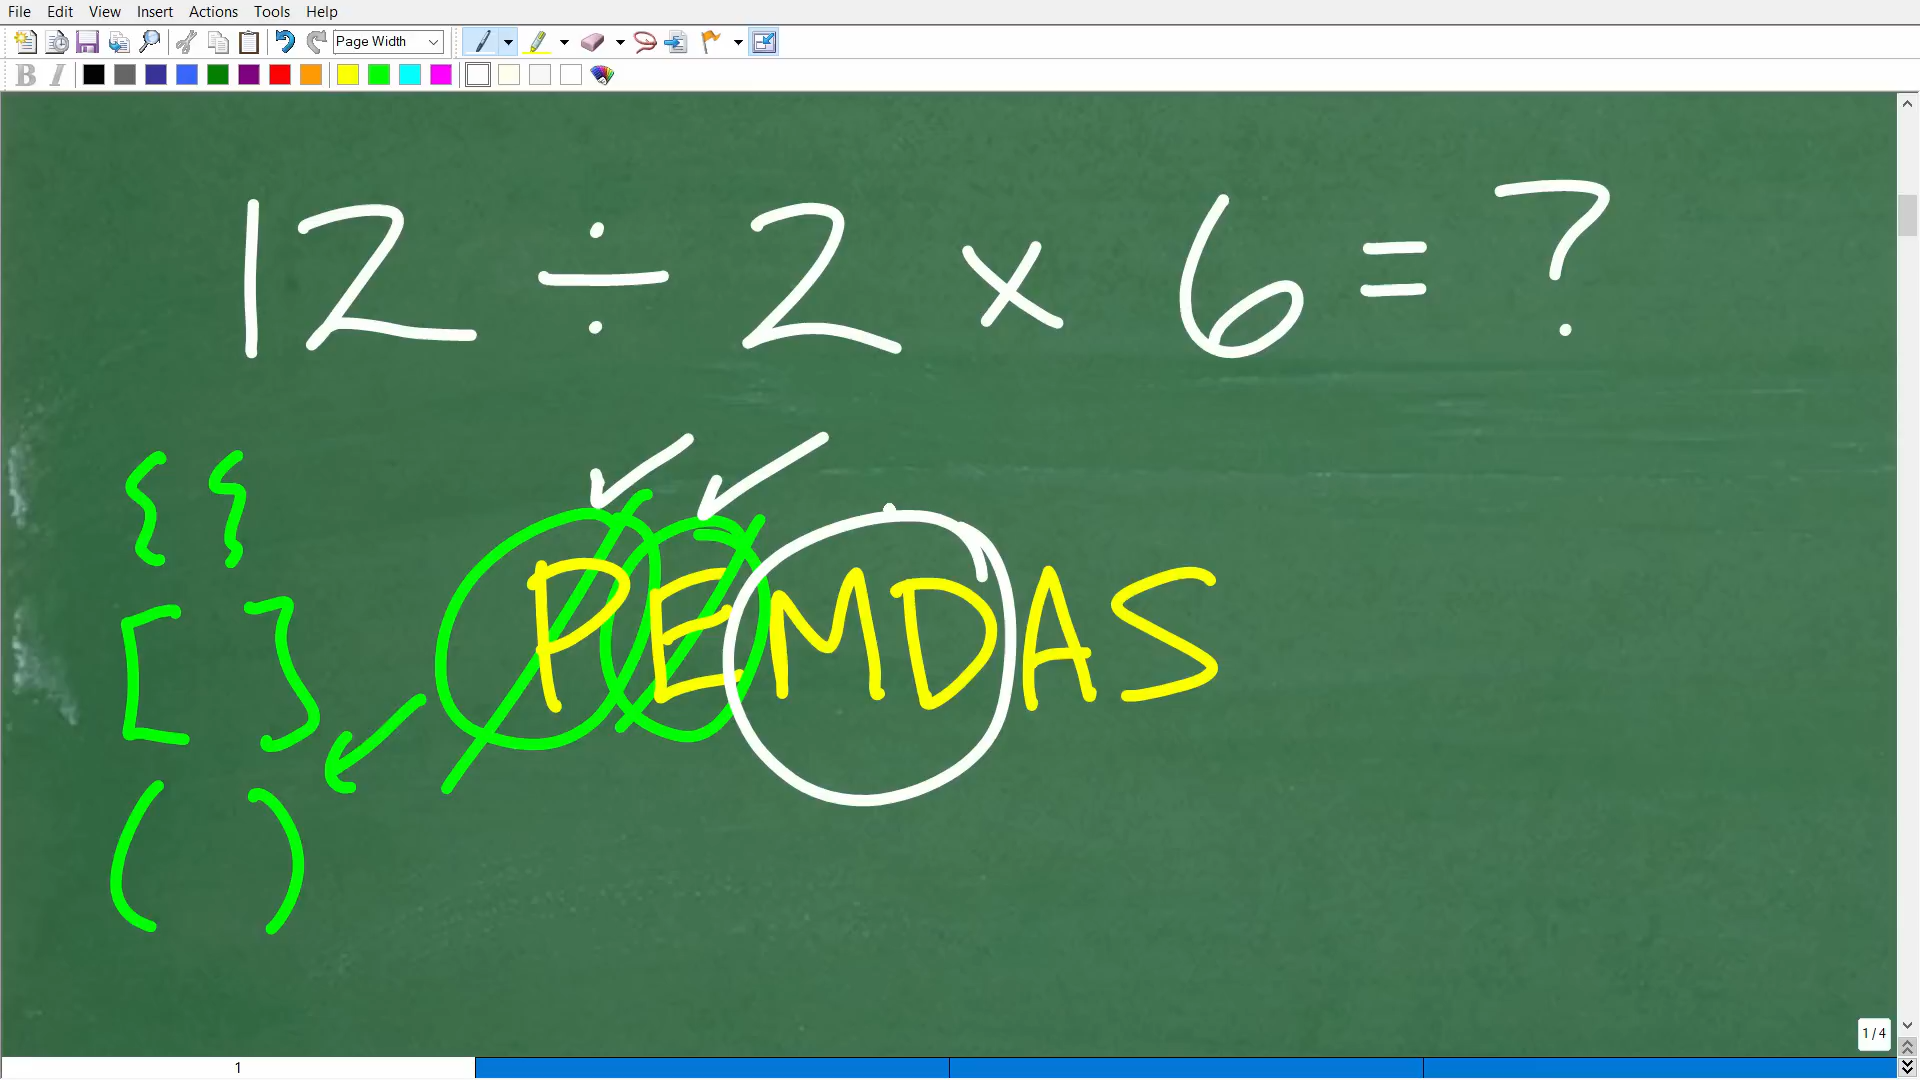 File Edit View Insert Actions Tools Help
Page Width
B I
12 ÷ 2 x 6 = ?
{ {
PEMDAS
[ ]
( )
1 / 4
1